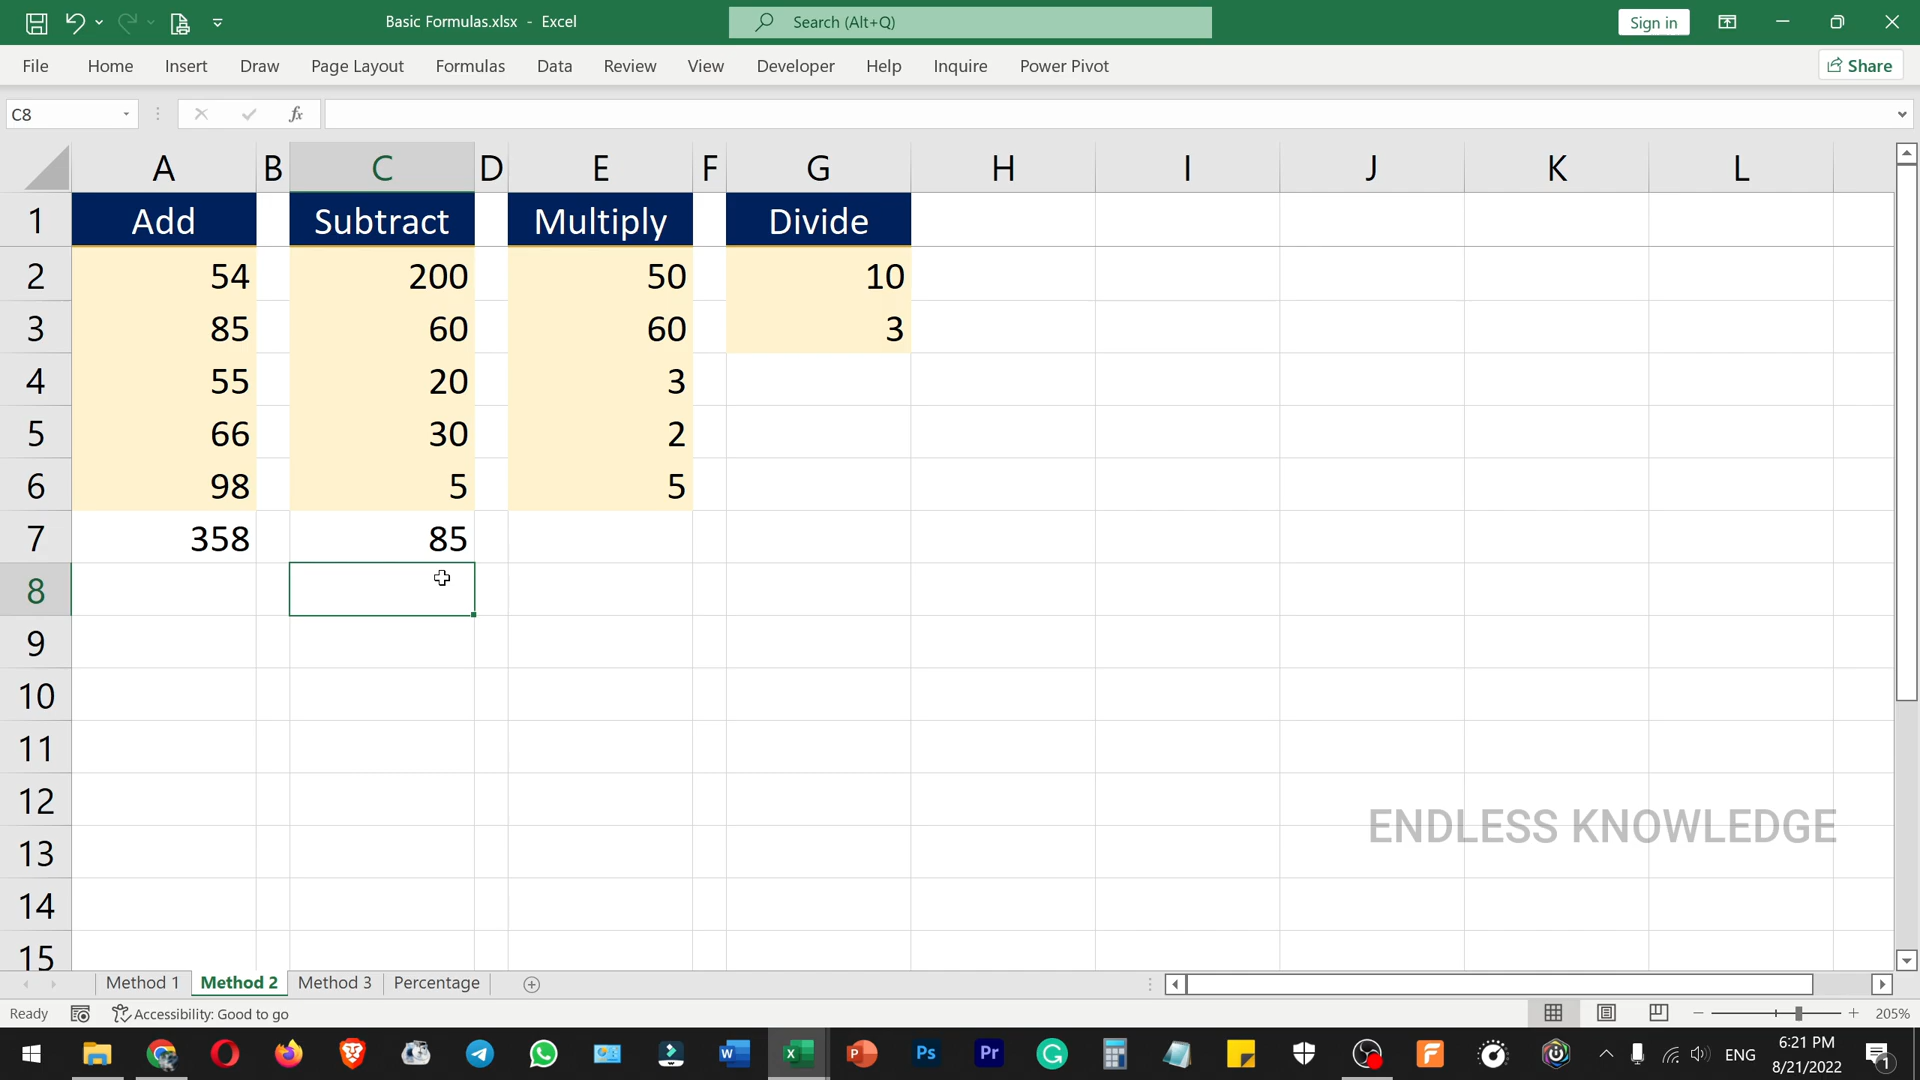 Basic Formulas.xlsx - Excel
Search (Alt+Q)
Sign in
File Home Insert Draw Page Layout Formulas Data Review View Developer Help Inquire Power Pivot Share
C8 fx
A B C D E F G H I J K L
1 Add Subtract Multiply Divide
2 54 200 50 10
3 85 60 60 3
4 55 20 3
5 66 30 2
6 98 5 5
7 358 85
8
9
10
11
12
ENDLESS KNOWLEDGE
13
14
15
Method 1 Method 2 Method 3 Percentage
Ready Accessibility: Good to go 205%
W X P Ps Pr G F ENG 6:21 PM
8/21/2022 1